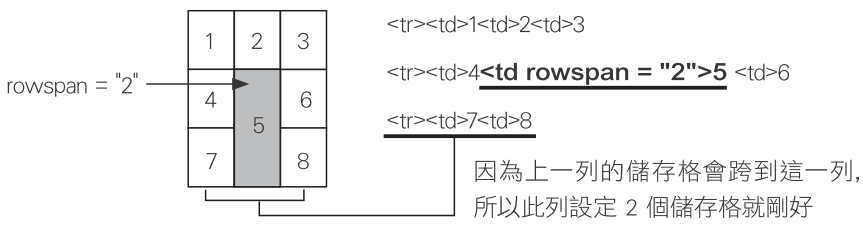 1 2 3
<tr><td>1<td>2<td>3
rowspan = "2"
4 5 6
<tr><td>4<td rowspan = "2">5 <td>6
7 8
<tr><td>7<td>8
因為上一列的儲存格會跨到這一列，
所以此列設定 2 個儲存格就剛好